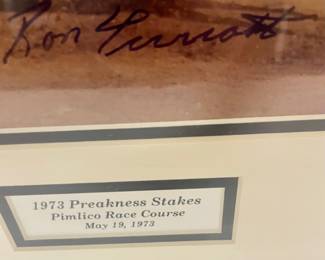 Ron Turcotte
1973 Preakness Stakes
Pimlico Race Course
May 19, 1973